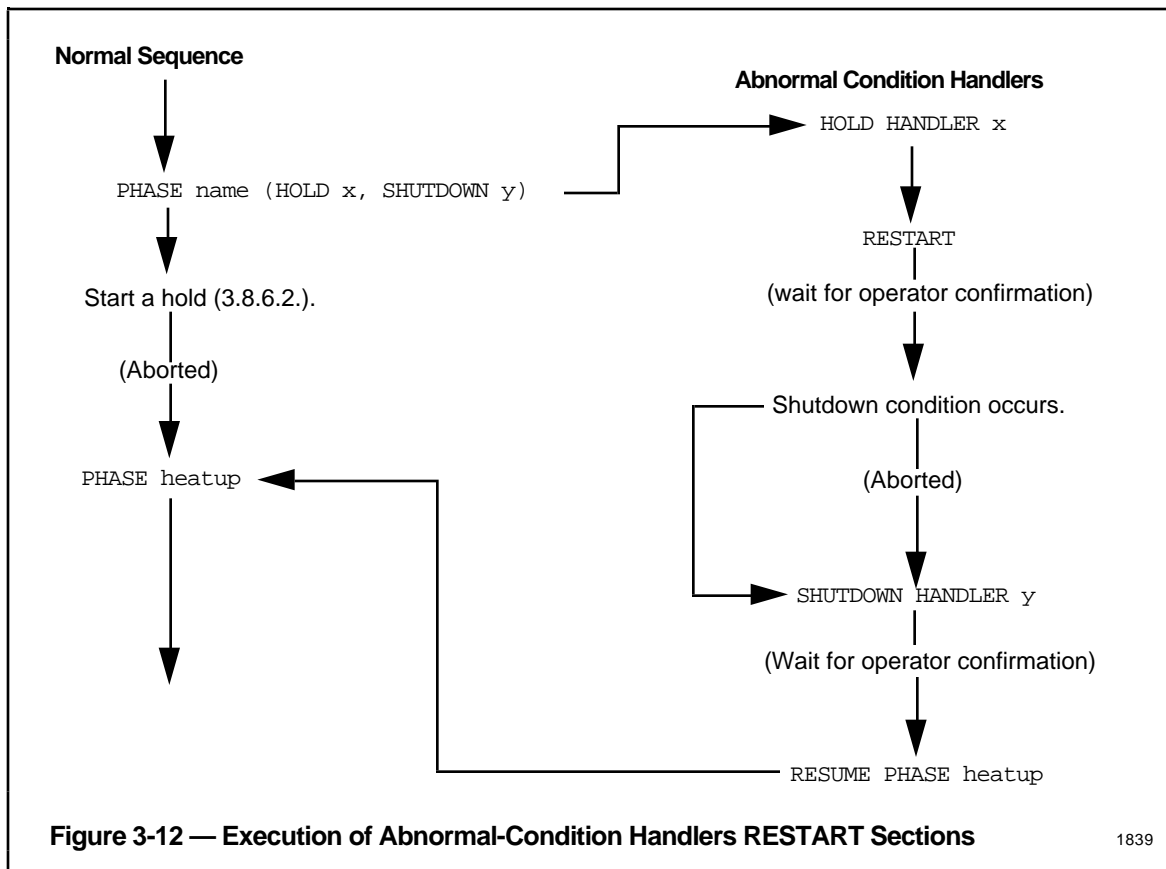 Normal Sequence
Abnormal Condition Handlers
HOLD HANDLER x
PHASE name (HOLD x, SHUTDOWN y)
RESTART
Start a hold (3.8.6.2.).
(wait for operator confirmation)
(Aborted)
Shutdown condition occurs.
PHASE heatup
(Aborted)
SHUTDOWN HANDLER y
(Wait for operator confirmation)
RESUME PHASE heatup
Figure 3-12 — Execution of Abnormal-Condition Handlers RESTART Sections
1839